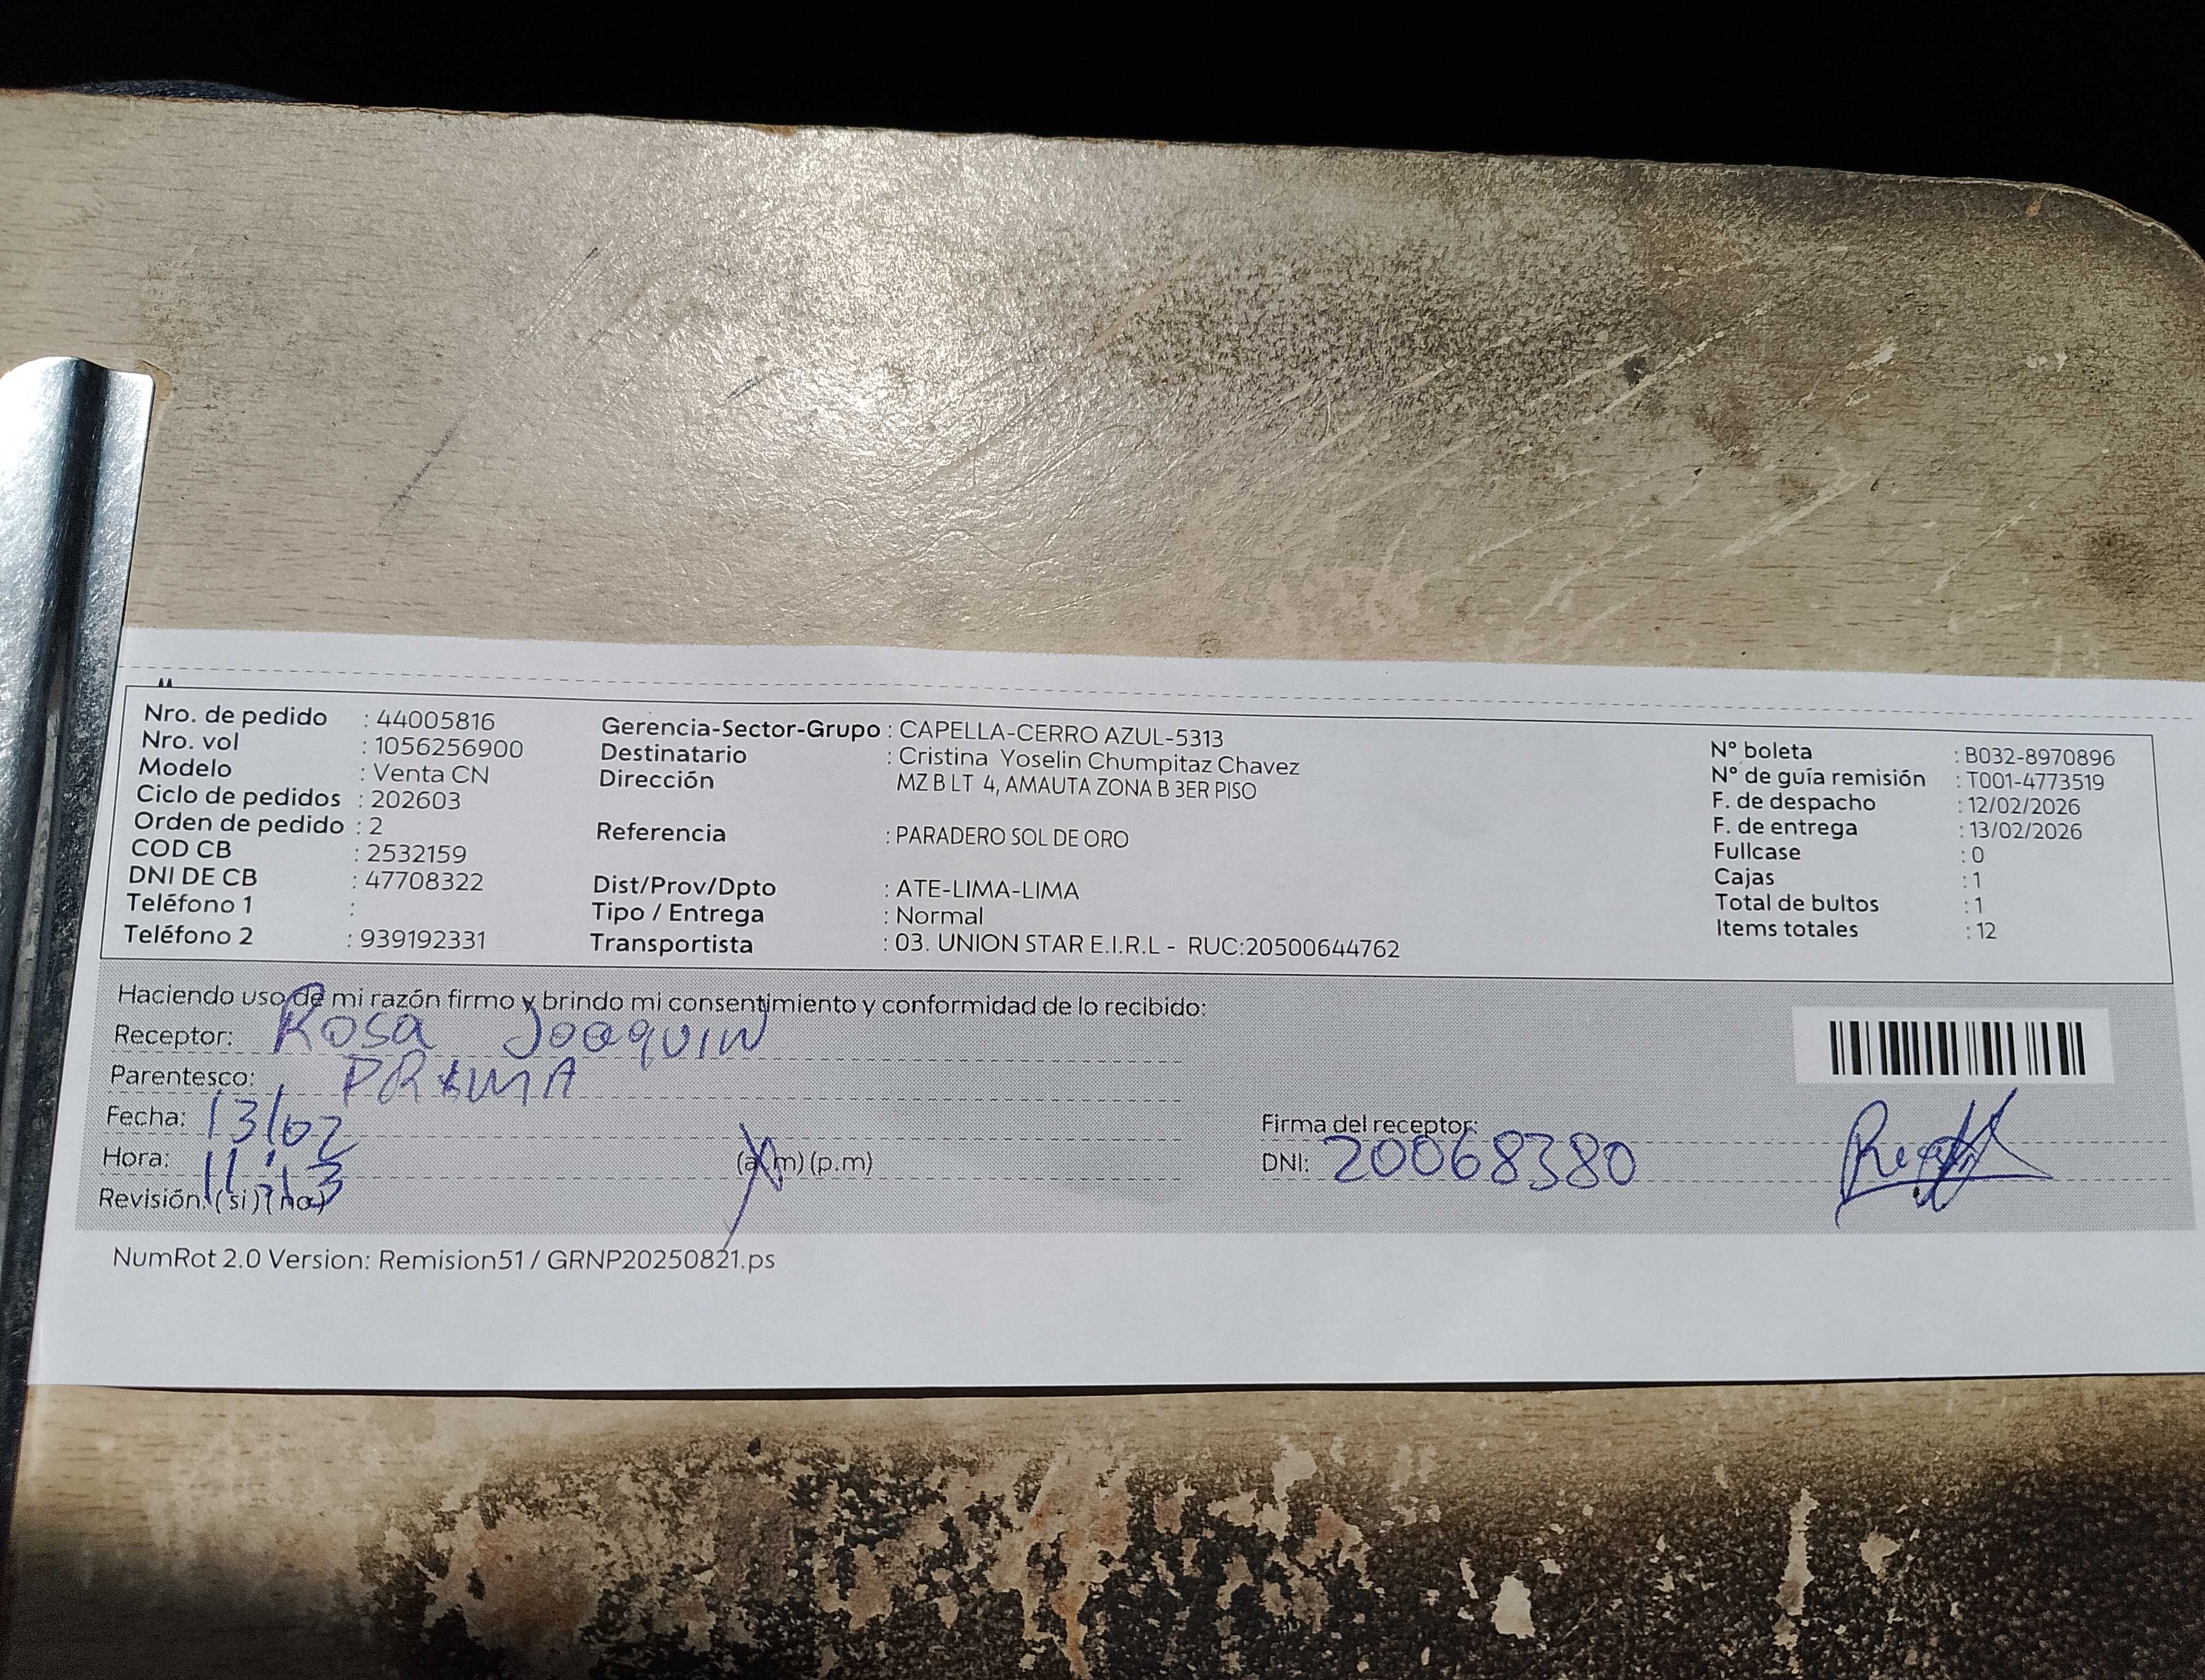 Nro. de pedido : 44005816
Nro. vol : 1056256900
Modelo : Venta CN
Ciclo de pedidos : 202603
Orden de pedido : 2
COD CB : 2532159
DNI DE CB : 47708322
Teléfono 1 :
Teléfono 2 : 939192331
Gerencia-Sector-Grupo : CAPELLA-CERRO AZUL-5313
Destinatario : Cristina Yoselin Chumpitaz Chavez
Dirección MZ B LT 4, AMAUTA ZONA B 3ER PISO
Referencia : PARADERO SOL DE ORO
Dist/Prov/Dpto : ATE-LIMA-LIMA
Tipo / Entrega : Normal
Transportista : 03. UNION STAR E.I.R.L - RUC:20500644762
N° boleta : B032-8970896
N° de guía remisión : T001-4773519
F. de despacho : 12/02/2026
F. de entrega : 13/02/2026
Fullcase : 0
Cajas : 1
Total de bultos : 1
Items totales : 12
Haciendo uso de mi razón firmo y brindo mi consentimiento y conformidad de lo recibido:
Receptor: Rosa Joaquin
Parentesco: PRIMA
Fecha: 13/02
Hora: 11:13 (a.m) (p.m)
Revisión: (si) (no)
Firma del receptor:
DNI: 20068380
NumRot 2.0 Version: Remision51 / GRNP20250821.ps